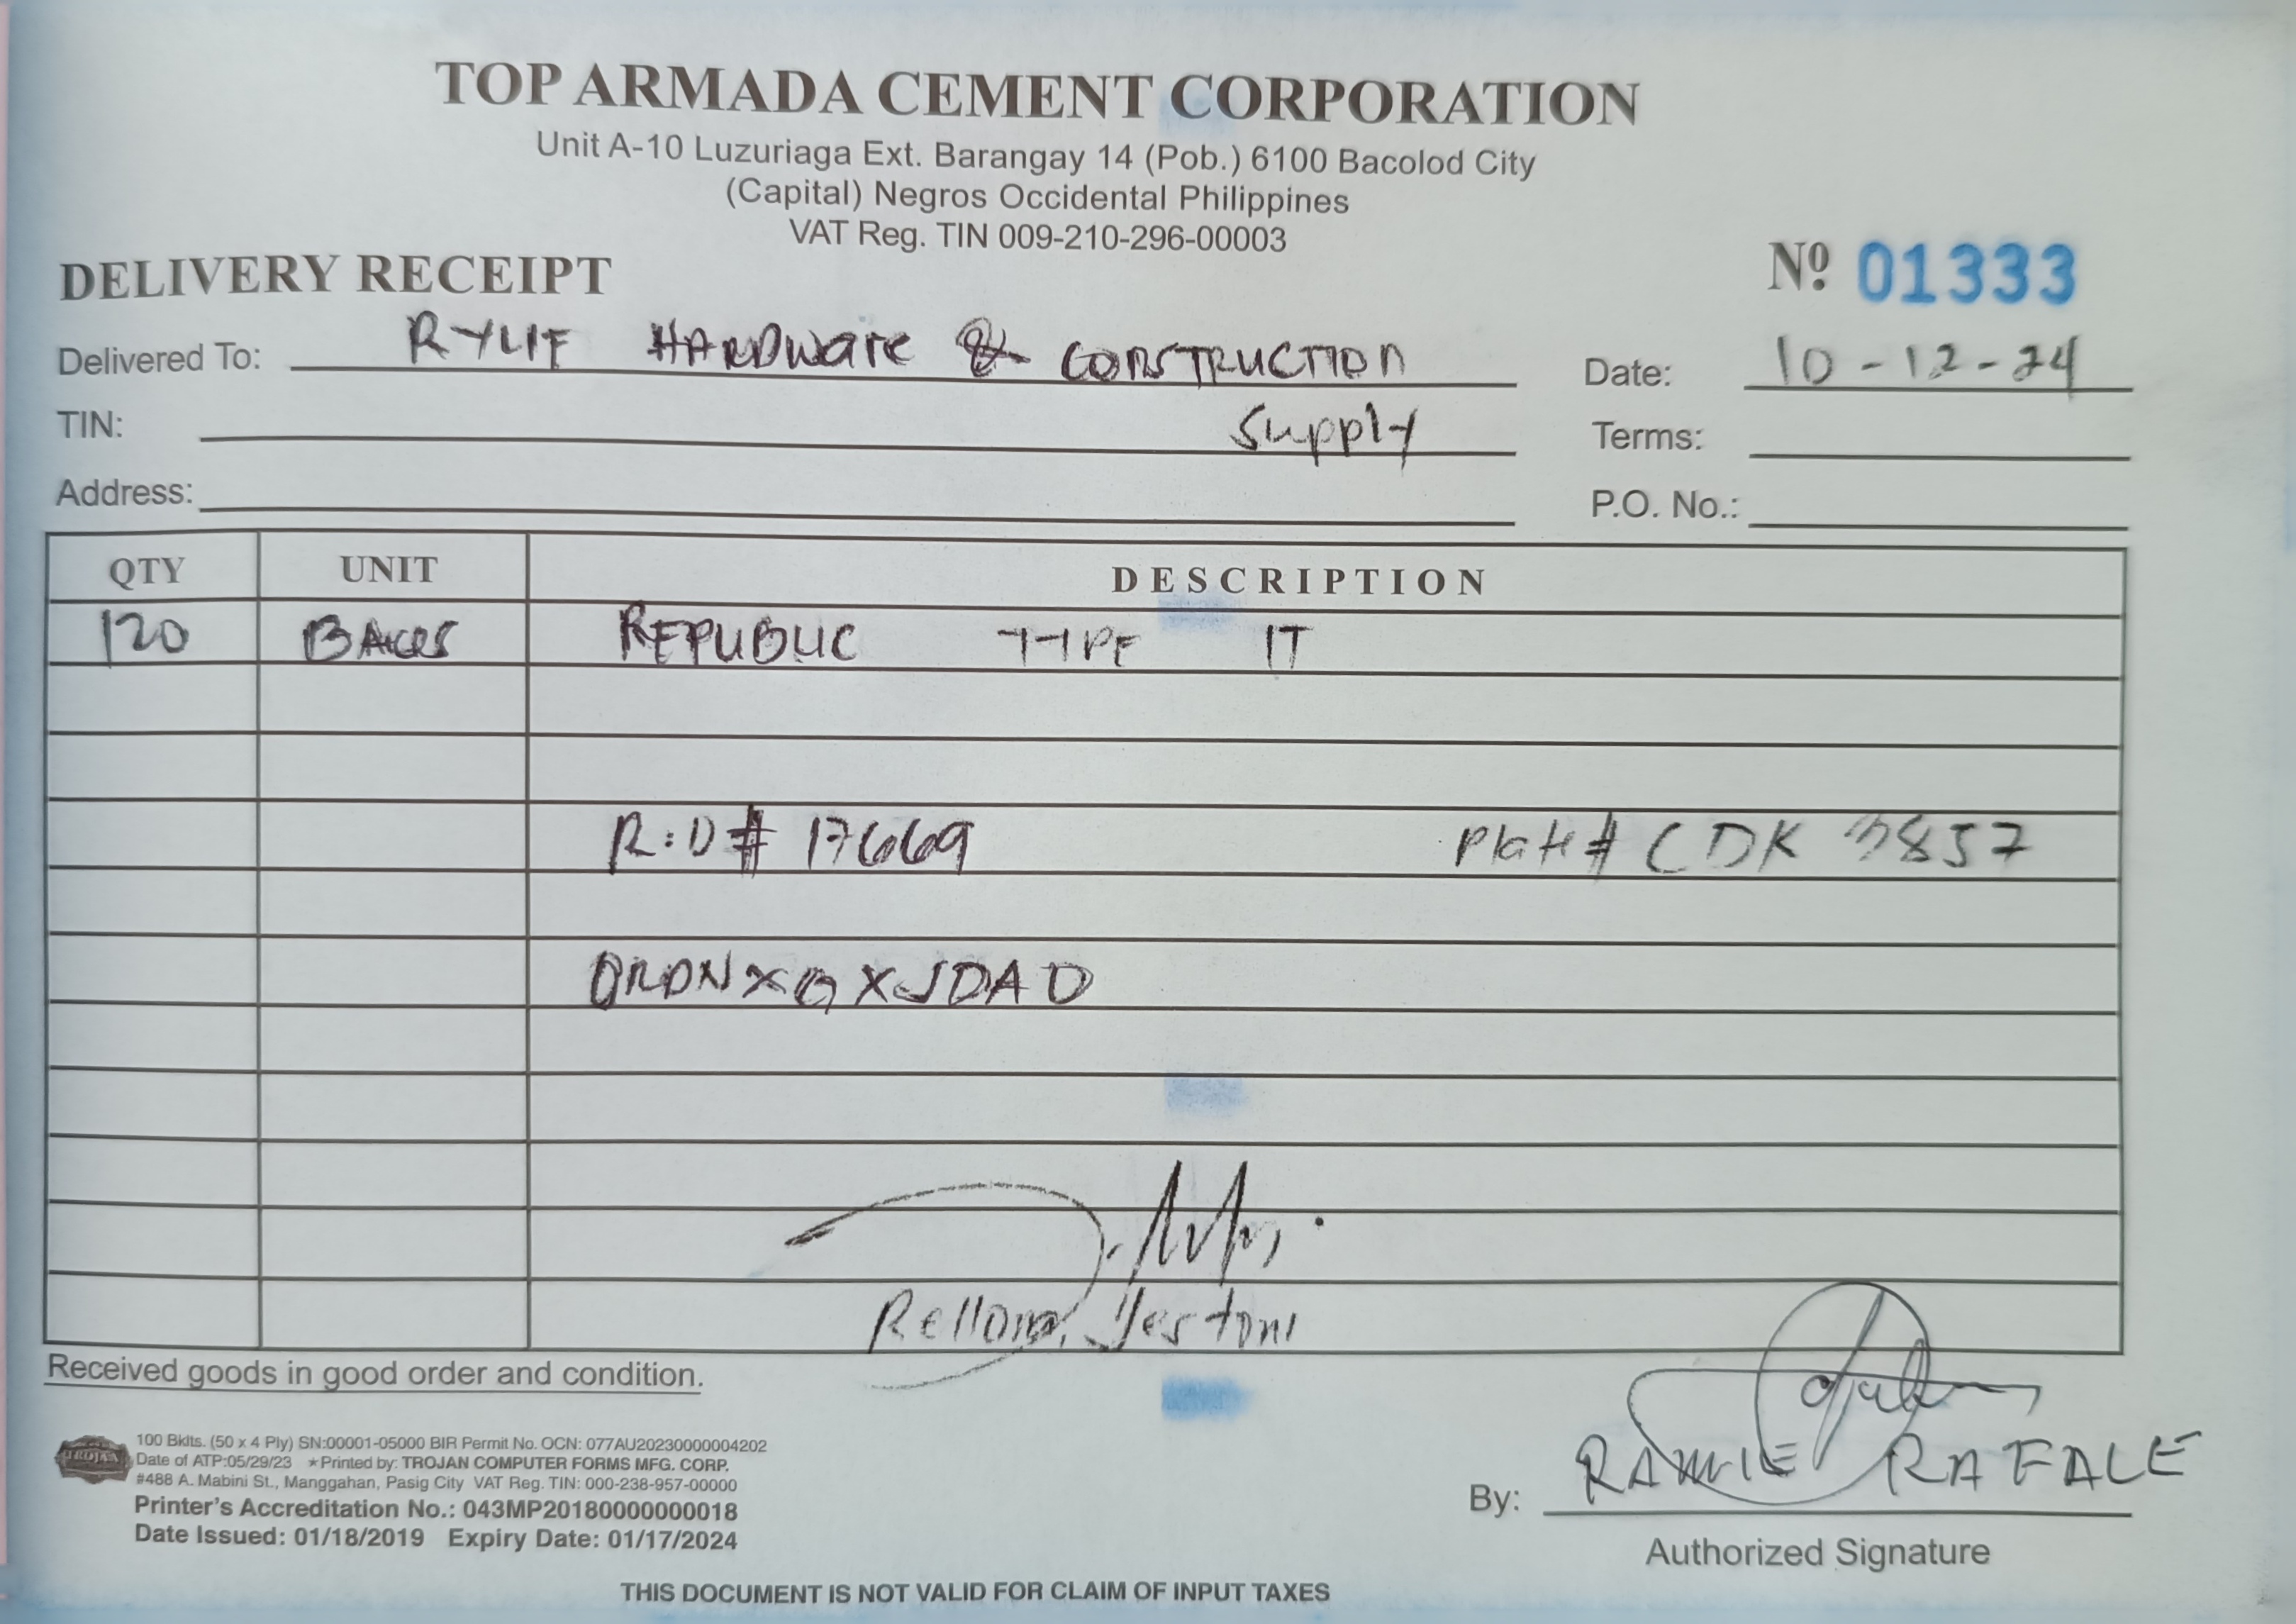 TOP ARMADA CEMENT CORPORATION
Unit A-10 Luzuriaga Ext. Barangay 14 (Pob.) 6100 Bacolod City
(Capital) Negros Occidental Philippines
VAT Reg. TIN 009-210-296-00003
DELIVERY RECEIPT
Nº 01333
Delivered To: RYLIE HARDware & CONSTRUCTION
Date: 10-12-24
TIN: Supply
Terms:
Address:
P.O. No.:
QTY UNIT DESCRIPTION
120 BAGS REPUBLIC TYPE IT
R:D# 17669 Plate# CDK 3857
Jestoni
Received goods in good order and condition.
TROJAN
100 Bklts. (50 x 4 Ply) SN:00001-05000 BIR Permit No. OCN: 077AU20230000004202
Date of ATP:05/29/23 ★Printed by: TROJAN COMPUTER FORMS MFG. CORP.
#488 A. Mabini St., Manggahan, Pasig City VAT Reg. TIN: 000-238-957-00000
Printer's Accreditation No.: 043MP20180000000018
Date Issued: 01/18/2019 Expiry Date: 01/17/2024
By: RAFALE
Authorized Signature
THIS DOCUMENT IS NOT VALID FOR CLAIM OF INPUT TAXES